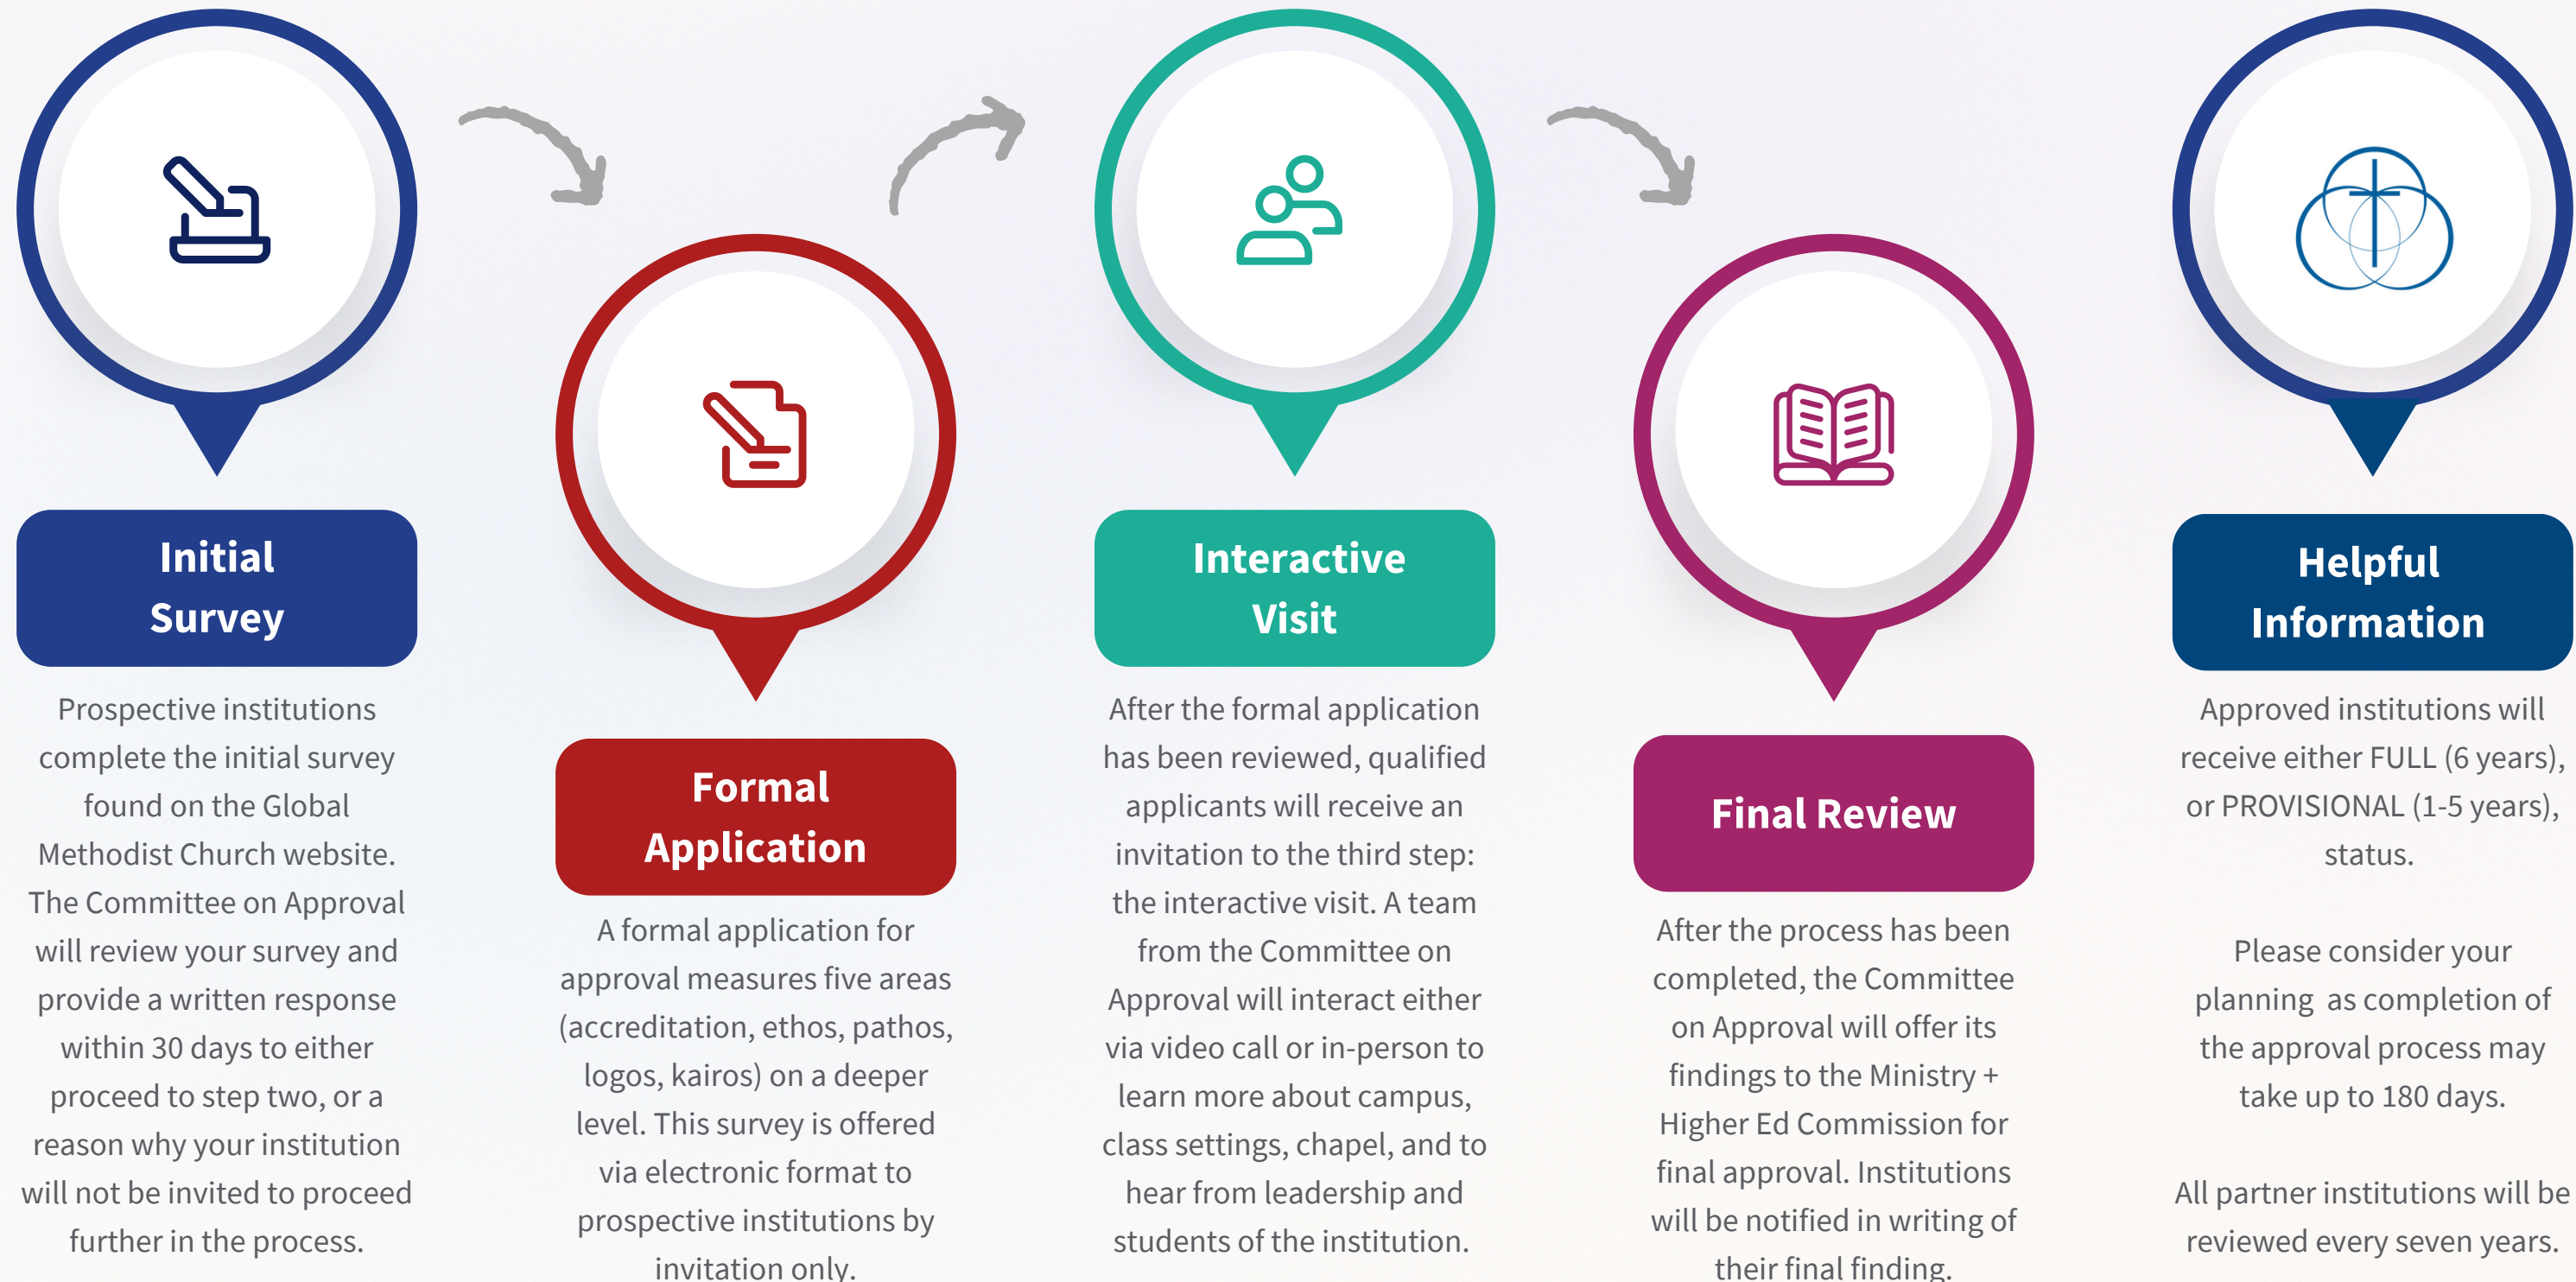 Initial
Survey
Prospective institutions
complete the initial survey
found on the Global
Methodist Church website.
The Committee on Approval
will review your survey and
provide a written response
within 30 days to either
proceed to step two, or a
reason why your institution
will not be invited to proceed
further in the process.
Formal
Application
A formal application for
approval measures five areas
(accreditation, ethos, pathos,
logos, kairos) on a deeper
level. This survey is offered
via electronic format to
prospective institutions by
invitation only.
Interactive
Visit
After the formal application
has been reviewed, qualified
applicants will receive an
invitation to the third step:
the interactive visit. A team
from the Committee on
Approval will interact either
via video call or in-person to
learn more about campus,
class settings, chapel, and to
hear from leadership and
students of the institution.
Final Review
After the process has been
completed, the Committee
on Approval will offer its
findings to the Ministry +
Higher Ed Commission for
final approval. Institutions
will be notified in writing of
their final finding.
Helpful
Information
Approved institutions will
receive either FULL (6 years),
or PROVISIONAL (1-5 years),
status.
Please consider your
planning  as completion of
the approval process may
take up to 180 days.
All partner institutions will be
reviewed every seven years.